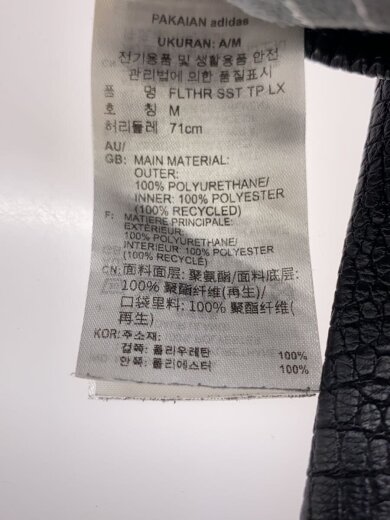 PAKAIAN adidas
UKURAN: A/M
전기용품 및 생활용품 안전
관리법에 의한 품질표시
품 명 FLTHR SST TP LX
호 칭 M
허리둘레 71cm
AU/
GB: MAIN MATERIAL:
OUTER:
100% POLYURETHANE/
INNER: 100% POLYESTER
(100% RECYCLED)
F: MATIERE PRINCIPALE:
EXTERIEUR:
100% POLYURETHANE/
INTERIEUR: 100% POLYESTER
(100% RECYCLE)
CN: 面料面层: 聚氨酯/面料底层:
100% 聚酯纤维(再生)/
口袋里料: 100% 聚酯纤维(
再生)
KOR: 주소재:
겉쪽: 폴리우레탄 100%
안쪽: 폴리에스터 100%